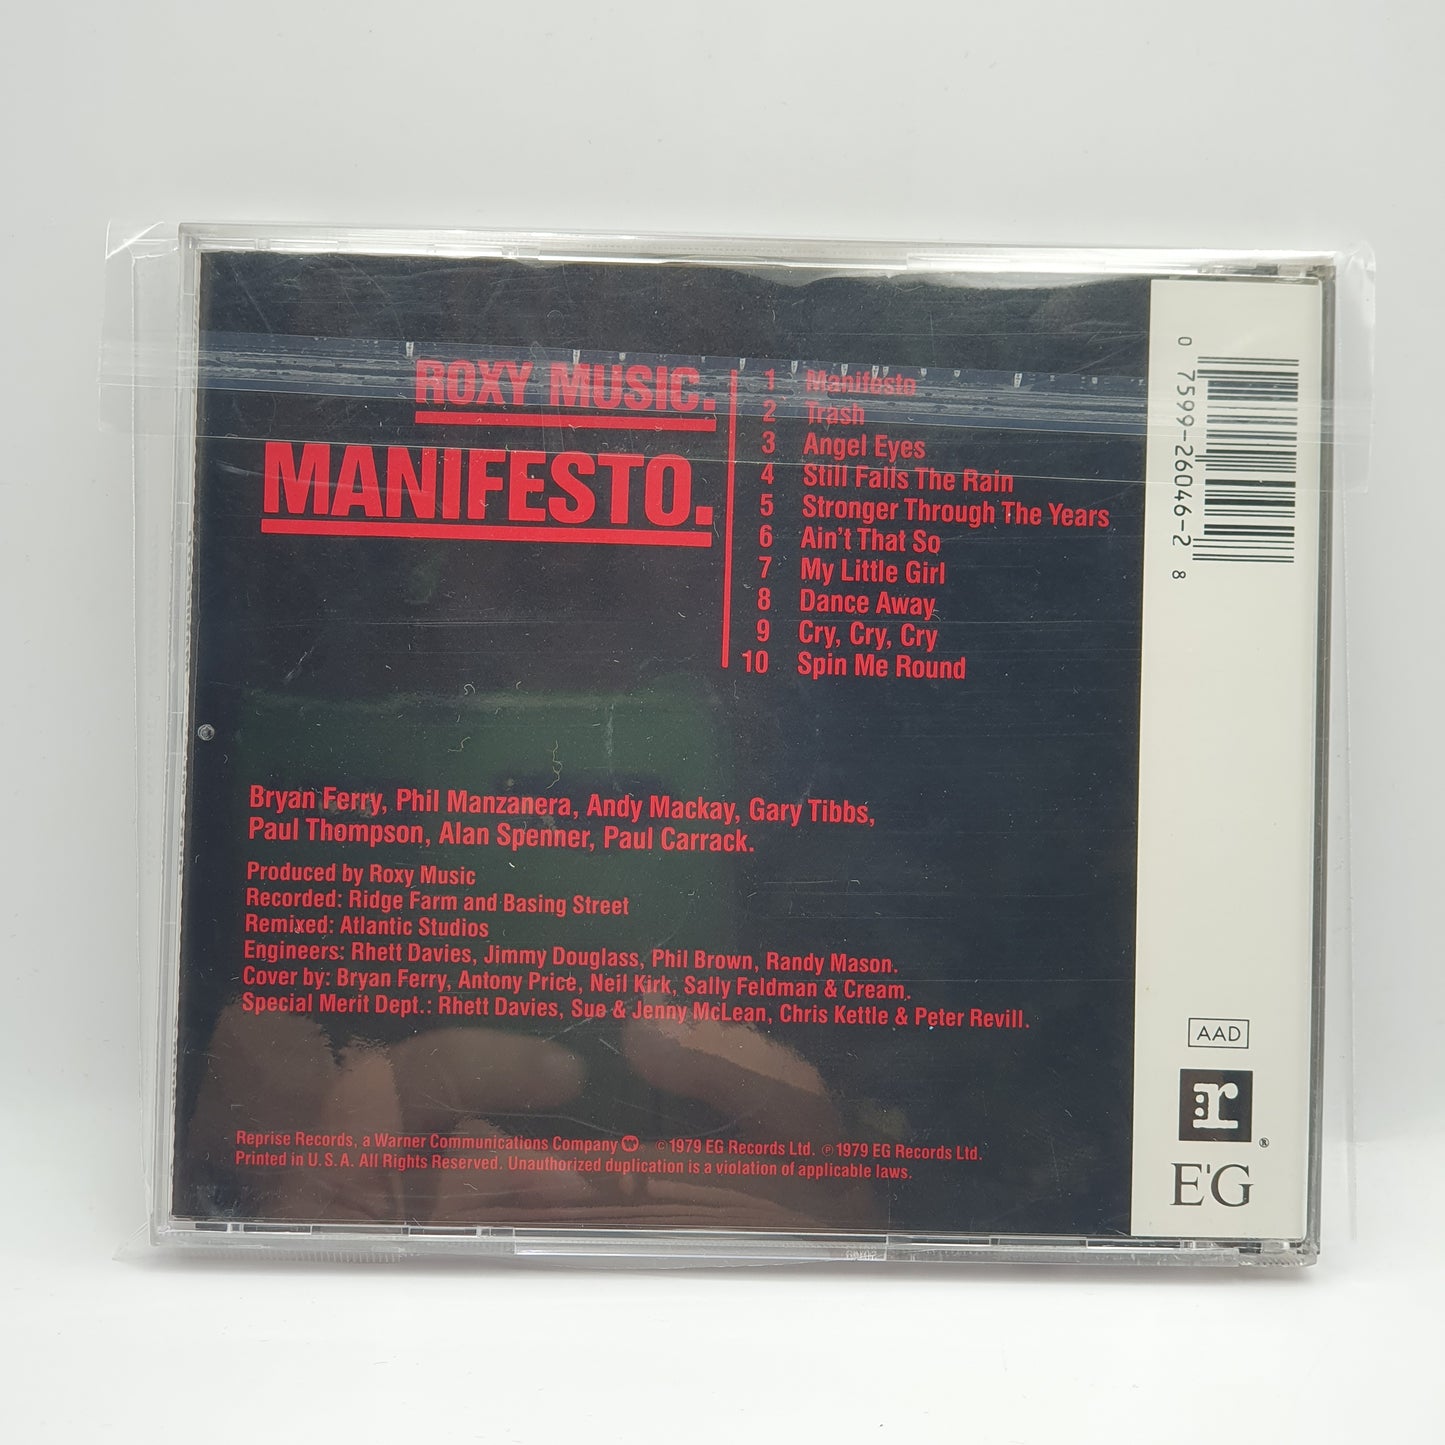 ROXY MUSIC.
MANIFESTO.
1 Manifesto
2 Trash
3 Angel Eyes
4 Still Falls The Rain
5 Stronger Through The Years
6 Ain't That So
7 My Little Girl
8 Dance Away
9 Cry, Cry, Cry
10 Spin Me Round
Bryan Ferry, Phil Manzanera, Andy Mackay, Gary Tibbs,
Paul Thompson, Alan Spenner, Paul Carrack.
Produced by Roxy Music
Recorded: Ridge Farm and Basing Street
Remixed: Atlantic Studios
Engineers: Rhett Davies, Jimmy Douglass, Phil Brown, Randy Mason.
Cover by: Bryan Ferry, Antony Price, Neil Kirk, Sally Feldman & Cream.
Special Merit Dept.: Rhett Davies, Sue & Jenny McLean, Chris Kettle & Peter Revill.
Reprise Records, a Warner Communications Company ® © 1979 EG Records Ltd. ℗ 1979 EG Records Ltd.
Printed in U.S.A. All Rights Reserved. Unauthorized duplication is a violation of applicable laws.
0 7599-26046-2 8
AAD
:r ®
E'G